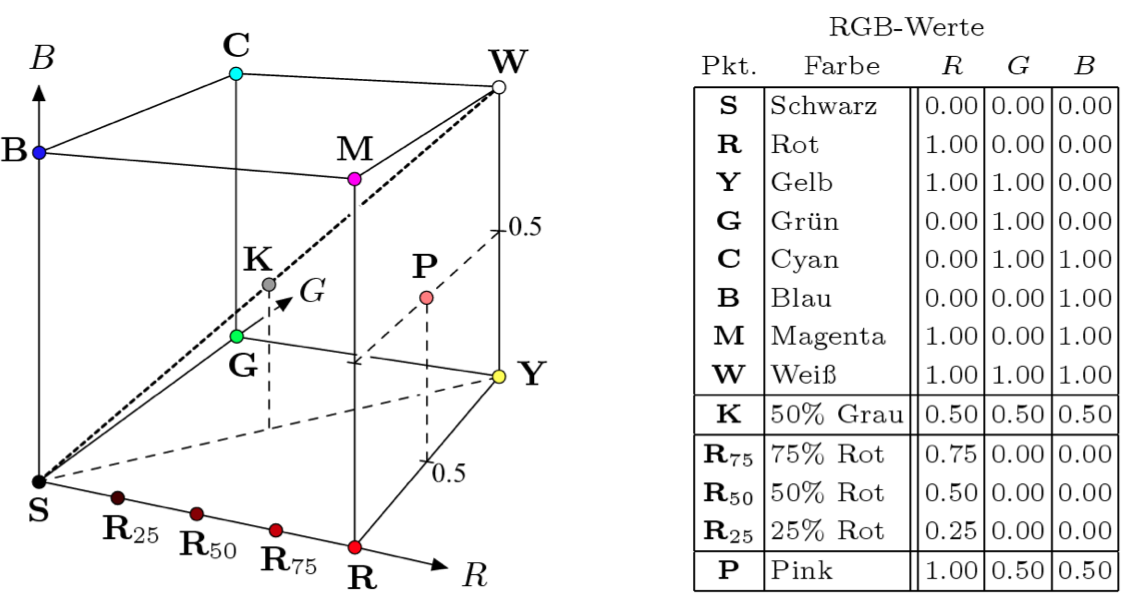 B
C
W
B
M
0.5
K
P
G
G
Y
0.5
S
R25
R50
R75
R
R
RGB-Werte
Pkt. Farbe R G B
S Schwarz 0.00 0.00 0.00
R Rot 1.00 0.00 0.00
Y Gelb 1.00 1.00 0.00
G Grün 0.00 1.00 0.00
C Cyan 0.00 1.00 1.00
B Blau 0.00 0.00 1.00
M Magenta 1.00 0.00 1.00
W Weiß 1.00 1.00 1.00
K 50% Grau 0.50 0.50 0.50
R75 75% Rot 0.75 0.00 0.00
R50 50% Rot 0.50 0.00 0.00
R25 25% Rot 0.25 0.00 0.00
P Pink 1.00 0.50 0.50